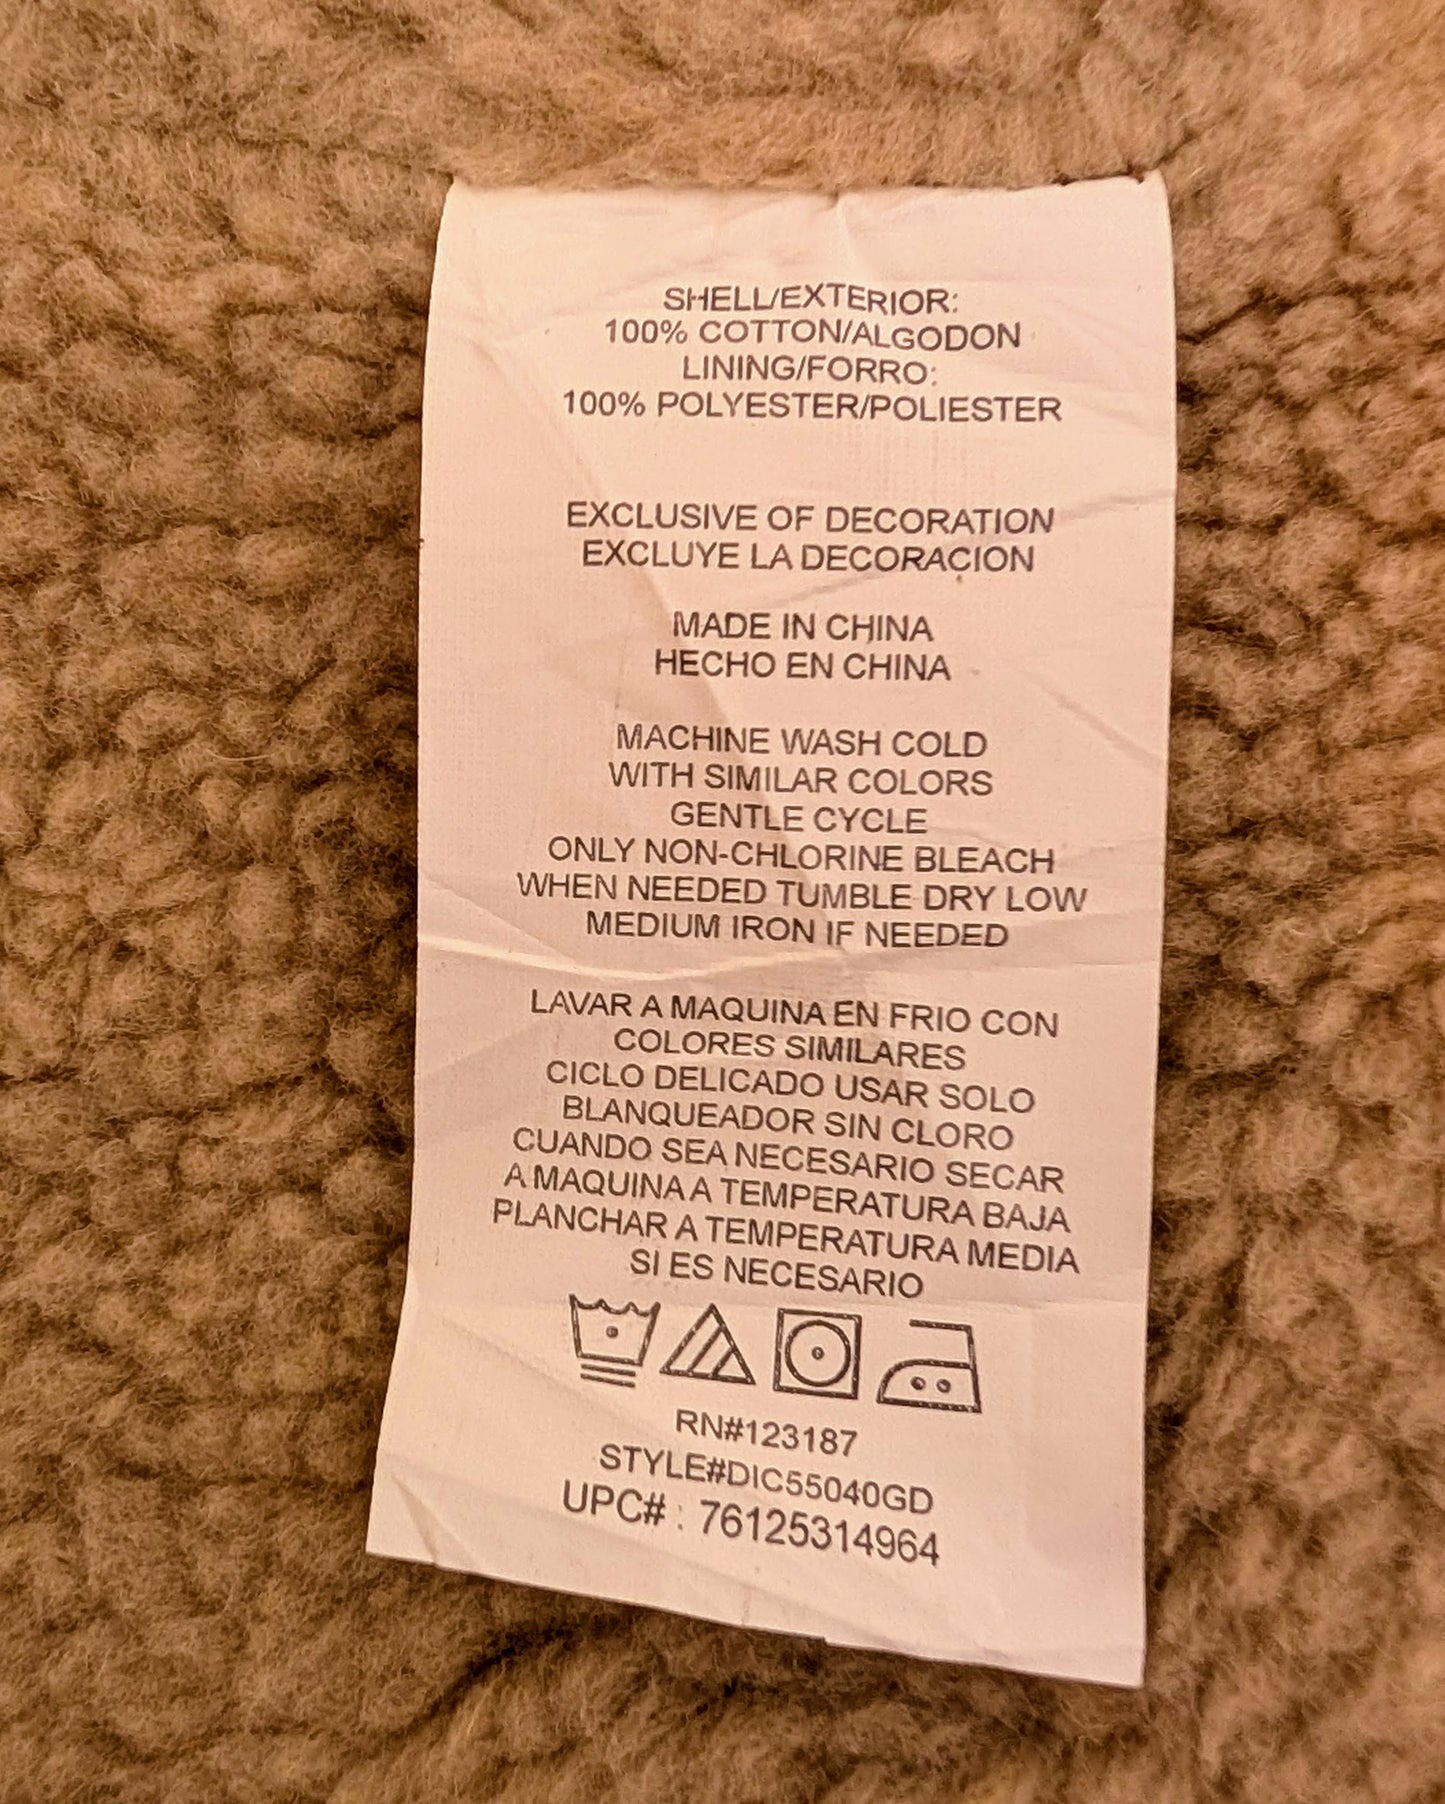 SHELL/EXTERIOR:
100% COTTON/ALGODON
LINING/FORRO:
100% POLYESTER/POLIESTER
EXCLUSIVE OF DECORATION
EXCLUYE LA DECORACION
MADE IN CHINA
HECHO EN CHINA
MACHINE WASH COLD
WITH SIMILAR COLORS
GENTLE CYCLE
ONLY NON-CHLORINE BLEACH
WHEN NEEDED TUMBLE DRY LOW
MEDIUM IRON IF NEEDED
LAVAR A MAQUINA EN FRIO CON
COLORES SIMILARES
CICLO DELICADO USAR SOLO
BLANQUEADOR SIN CLORO
CUANDO SEA NECESARIO SECAR
A MAQUINA A TEMPERATURA BAJA
PLANCHAR A TEMPERATURA MEDIA
SI ES NECESARIO
RN#123187
STYLE#DIC55040GD
UPC# : 76125314964